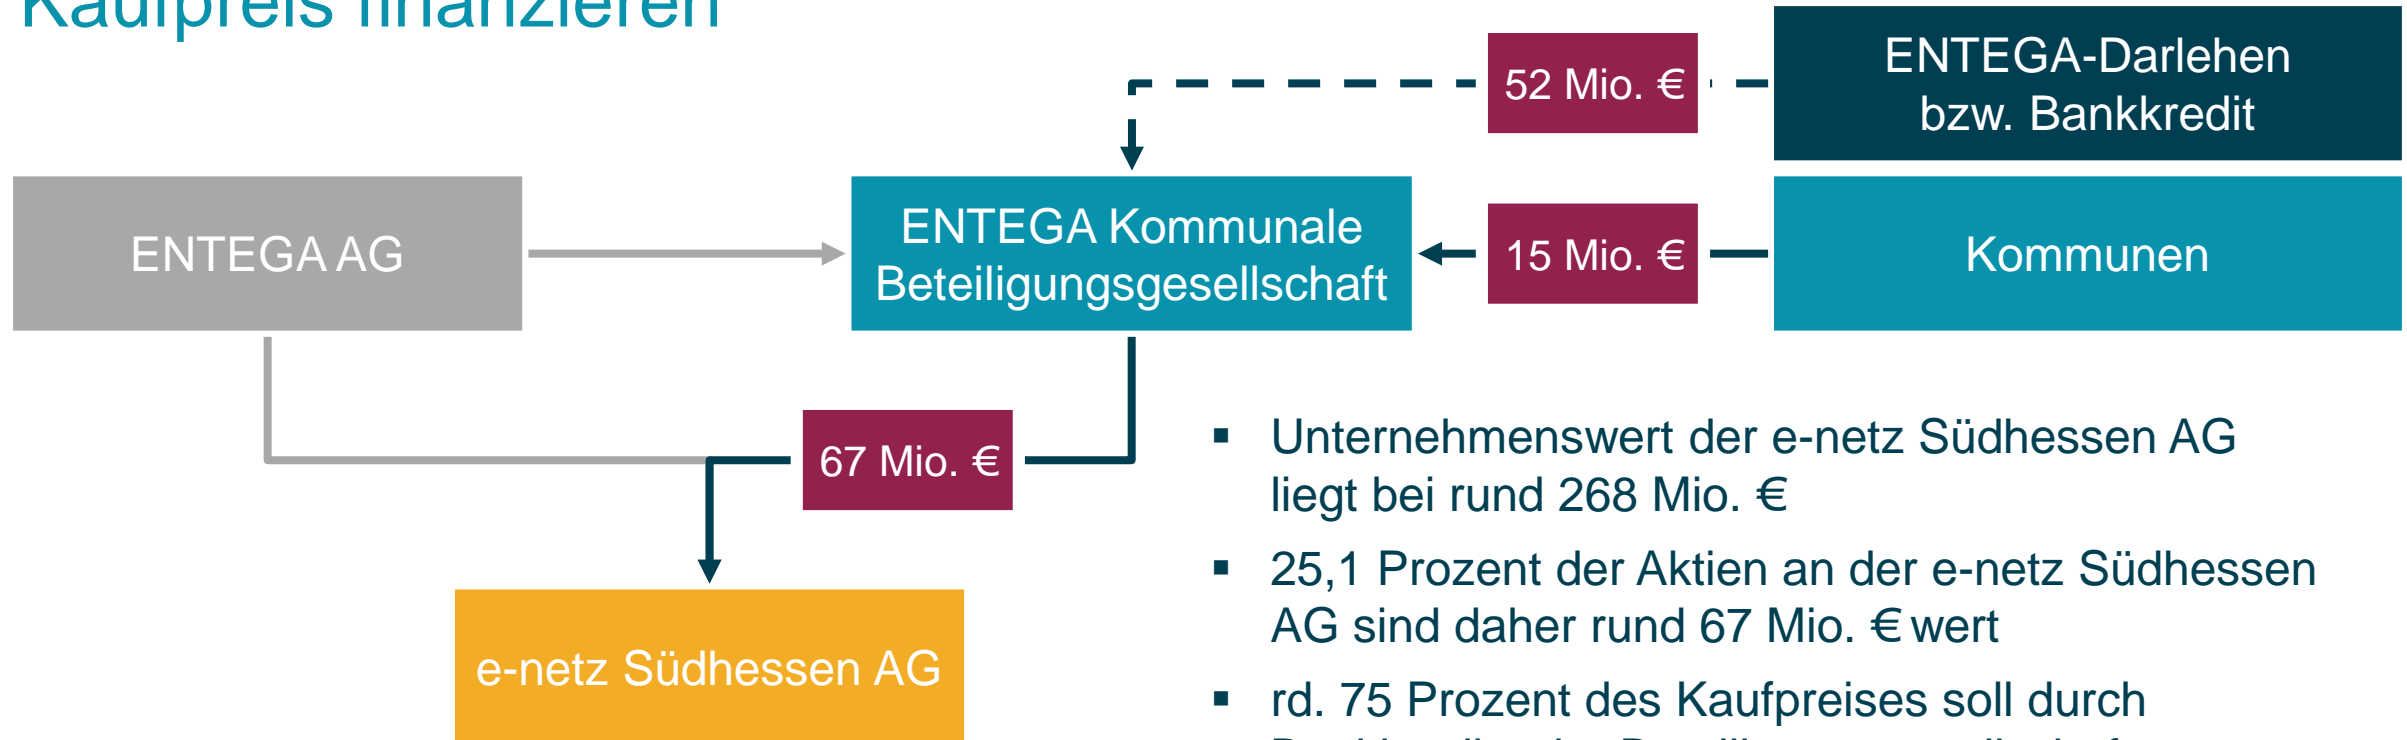 Kaufpreis finanzieren
52 Mio. €
ENTEGA-Darlehen
bzw. Bankkredit
ENTEGA AG
ENTEGA Kommunale
Beteiligungsgesellschaft
15 Mio. €
Kommunen
67 Mio. €
e-netz Südhessen AG
▪ Unternehmenswert der e-netz Südhessen AG
liegt bei rund 268 Mio. €
▪ 25,1 Prozent der Aktien an der e-netz Südhessen
AG sind daher rund 67 Mio. € wert
▪ rd. 75 Prozent des Kaufpreises soll durch